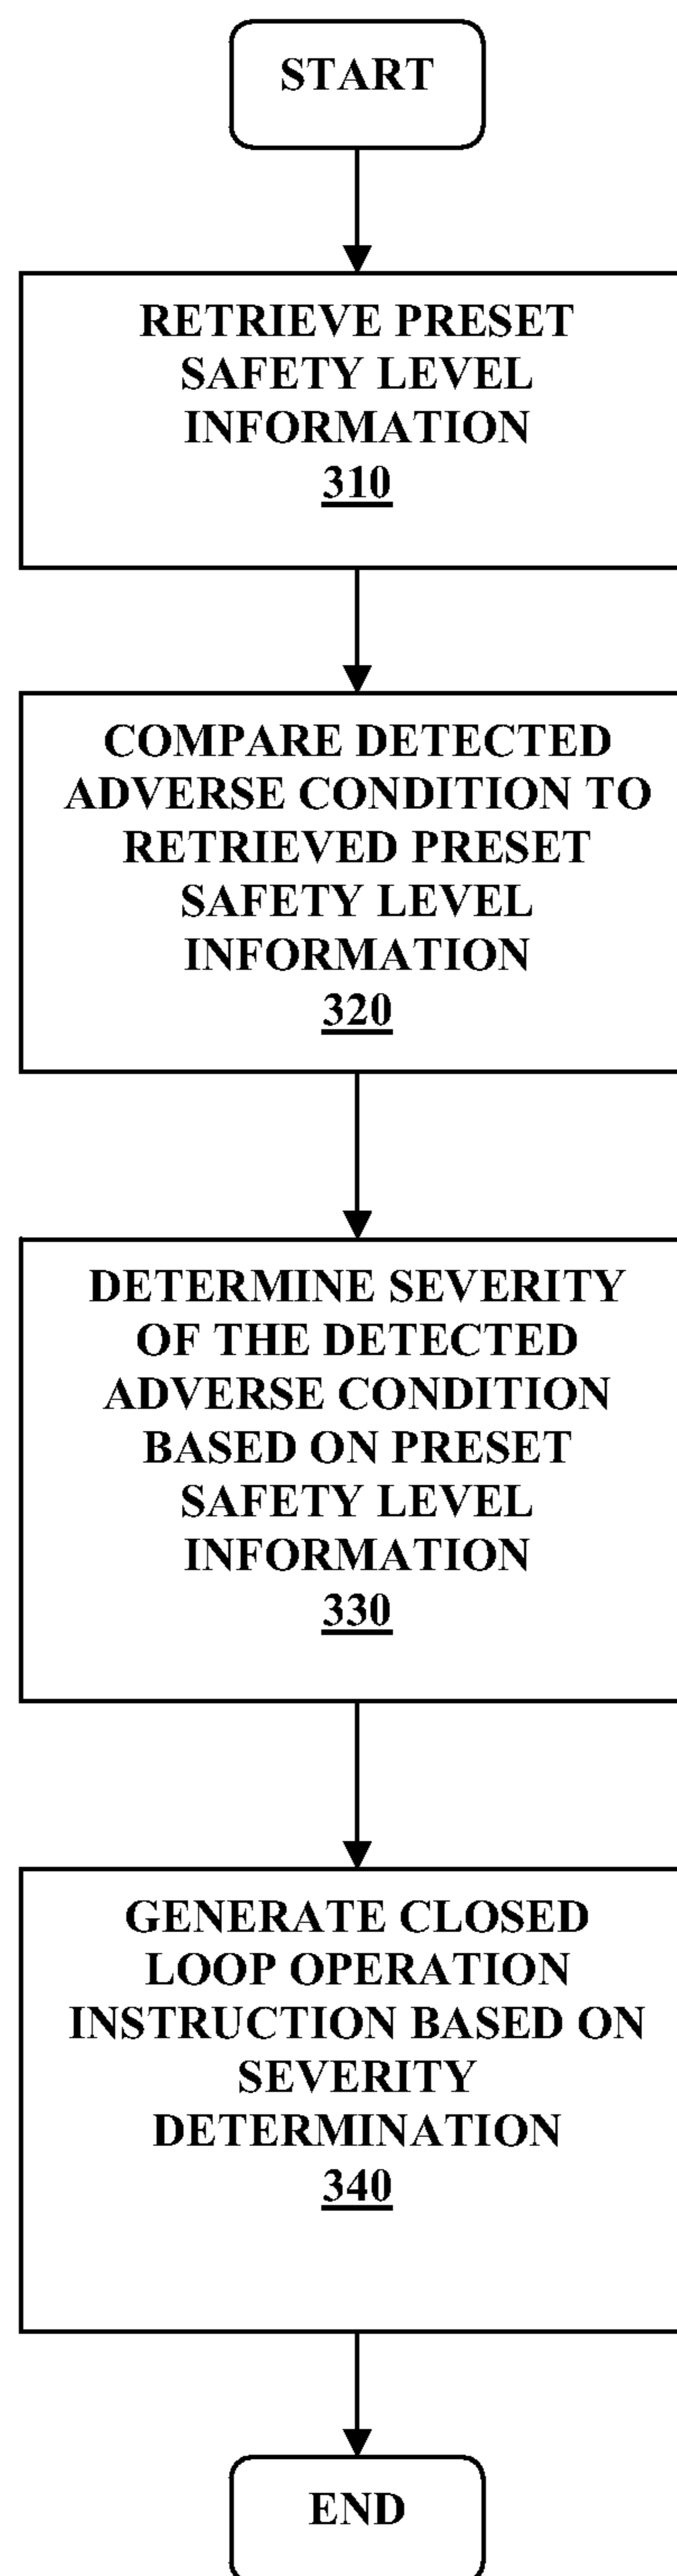 START
RETRIEVE PRESET
SAFETY LEVEL
INFORMATION
310
COMPARE DETECTED
ADVERSE CONDITION TO
RETRIEVED PRESET
SAFETY LEVEL
INFORMATION
320
DETERMINE SEVERITY
OF THE DETECTED
ADVERSE CONDITION
BASED ON PRESET
SAFETY LEVEL
INFORMATION
330
GENERATE CLOSED
LOOP OPERATION
INSTRUCTION BASED ON
SEVERITY
DETERMINATION
340
END